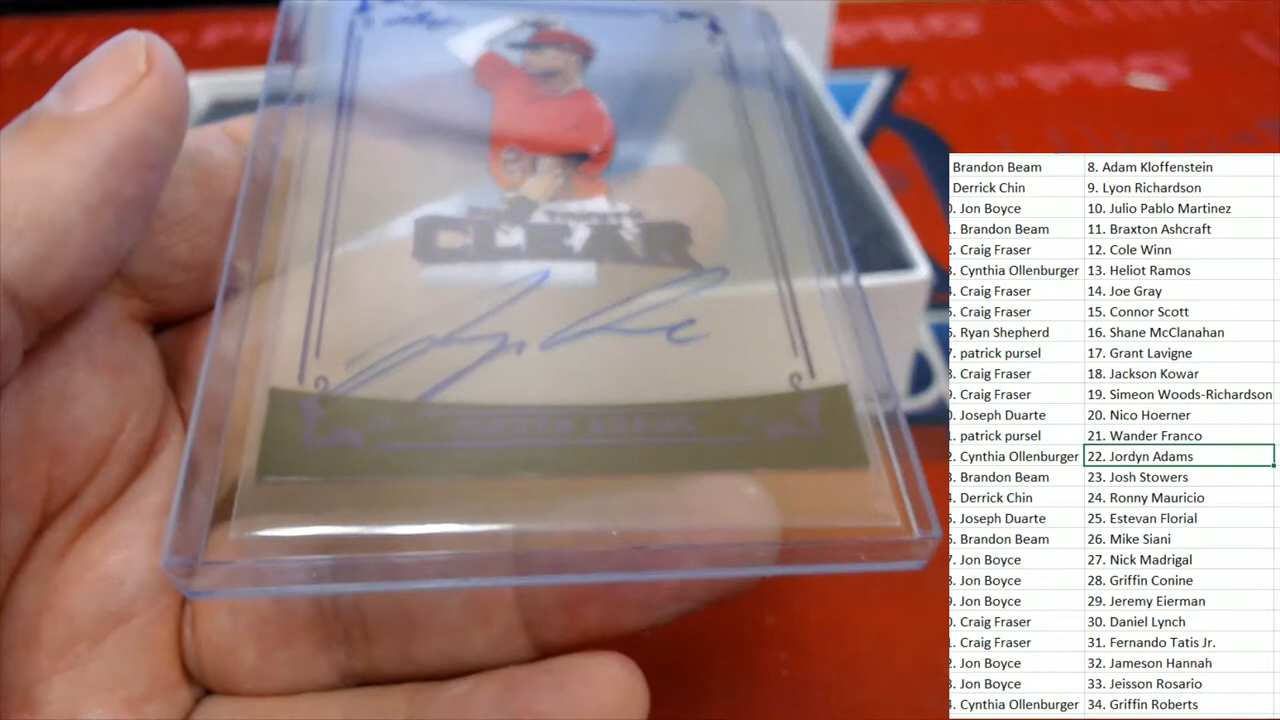 CLEAR
Brandon Beam 8. Adam Kloffenstein
Derrick Chin 9. Lyon Richardson
. Jon Boyce 10. Julio Pablo Martinez
. Brandon Beam 11. Braxton Ashcraft
. Craig Fraser 12. Cole Winn
. Cynthia Ollenburger 13. Heliot Ramos
. Craig Fraser 14. Joe Gray
. Craig Fraser 15. Connor Scott
. Ryan Shepherd 16. Shane McClanahan
. patrick pursel 17. Grant Lavigne
. Craig Fraser 18. Jackson Kowar
. Craig Fraser 19. Simeon Woods-Richardson
. Joseph Duarte 20. Nico Hoerner
. patrick pursel 21. Wander Franco
. Cynthia Ollenburger 22. Jordyn Adams
. Brandon Beam 23. Josh Stowers
. Derrick Chin 24. Ronny Mauricio
. Joseph Duarte 25. Estevan Florial
. Brandon Beam 26. Mike Siani
. Jon Boyce 27. Nick Madrigal
. Jon Boyce 28. Griffin Conine
. Jon Boyce 29. Jeremy Eierman
. Craig Fraser 30. Daniel Lynch
. Craig Fraser 31. Fernando Tatis Jr.
. Jon Boyce 32. Jameson Hannah
. Jon Boyce 33. Jeisson Rosario
. Cynthia Ollenburger 34. Griffin Roberts